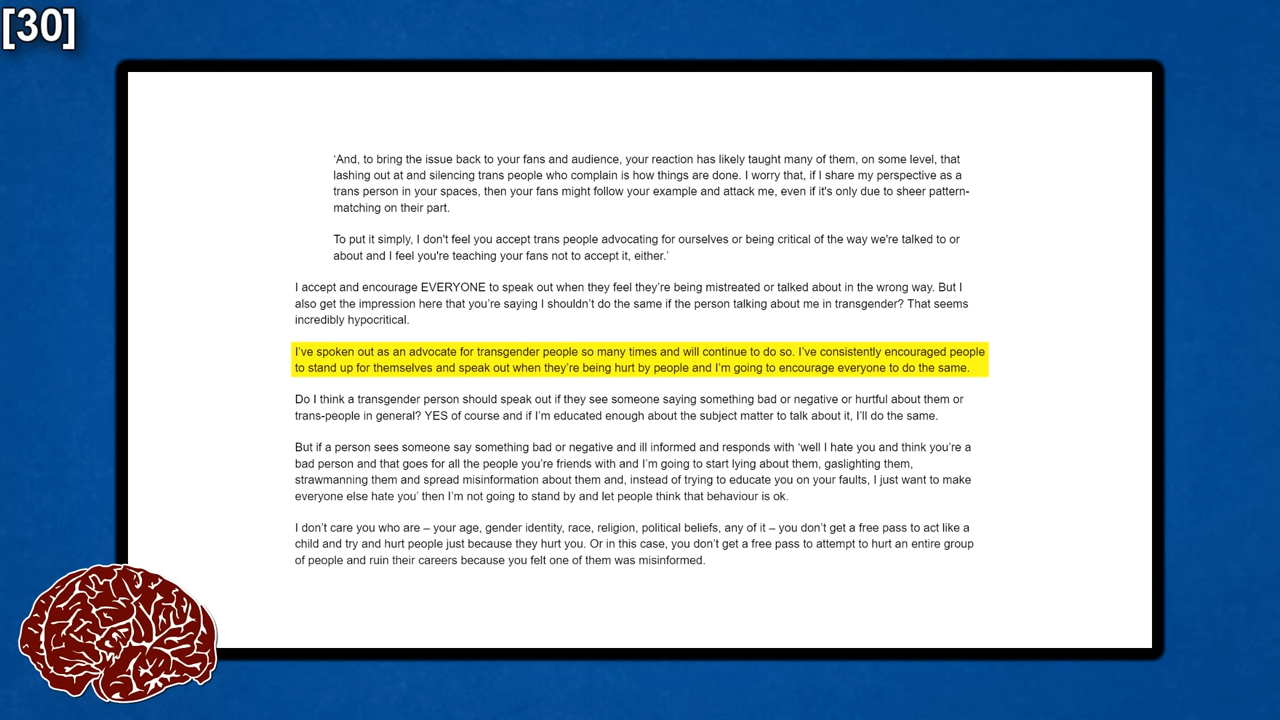 [30]
‘And, to bring the issue back to your fans and audience, your reaction has likely taught many of them, on some level, that
lashing out at and silencing trans people who complain is how things are done. I worry that, if I share my perspective as a
trans person in your spaces, then your fans might follow your example and attack me, even if it's only due to sheer pattern-
matching on their part.
To put it simply, I don't feel you accept trans people advocating for ourselves or being critical of the way we're talked to or
about and I feel you're teaching your fans not to accept it, either.’
I accept and encourage EVERYONE to speak out when they feel they’re being mistreated or talked about in the wrong way. But I
also get the impression here that you’re saying I shouldn’t do the same if the person talking about me in transgender? That seems
incredibly hypocritical.
I’ve spoken out as an advocate for transgender people so many times and will continue to do so. I’ve consistently encouraged people
to stand up for themselves and speak out when they’re being hurt by people and I’m going to encourage everyone to do the same.
Do I think a transgender person should speak out if they see someone saying something bad or negative or hurtful about them or
trans-people in general? YES of course and if I’m educated enough about the subject matter to talk about it, I’ll do the same.
But if a person sees someone say something bad or negative and ill informed and responds with ‘well I hate you and think you’re a
bad person and that goes for all the people you’re friends with and I’m going to start lying about them, gaslighting them,
strawmanning them and spread misinformation about them and, instead of trying to educate you on your faults, I just want to make
everyone else hate you’ then I’m not going to stand by and let people think that behaviour is ok.
I don’t care you who are – your age, gender identity, race, religion, political beliefs, any of it – you don’t get a free pass to act like a
child and try and hurt people just because they hurt you. Or in this case, you don’t get a free pass to attempt to hurt an entire group
of people and ruin their careers because you felt one of them was misinformed.